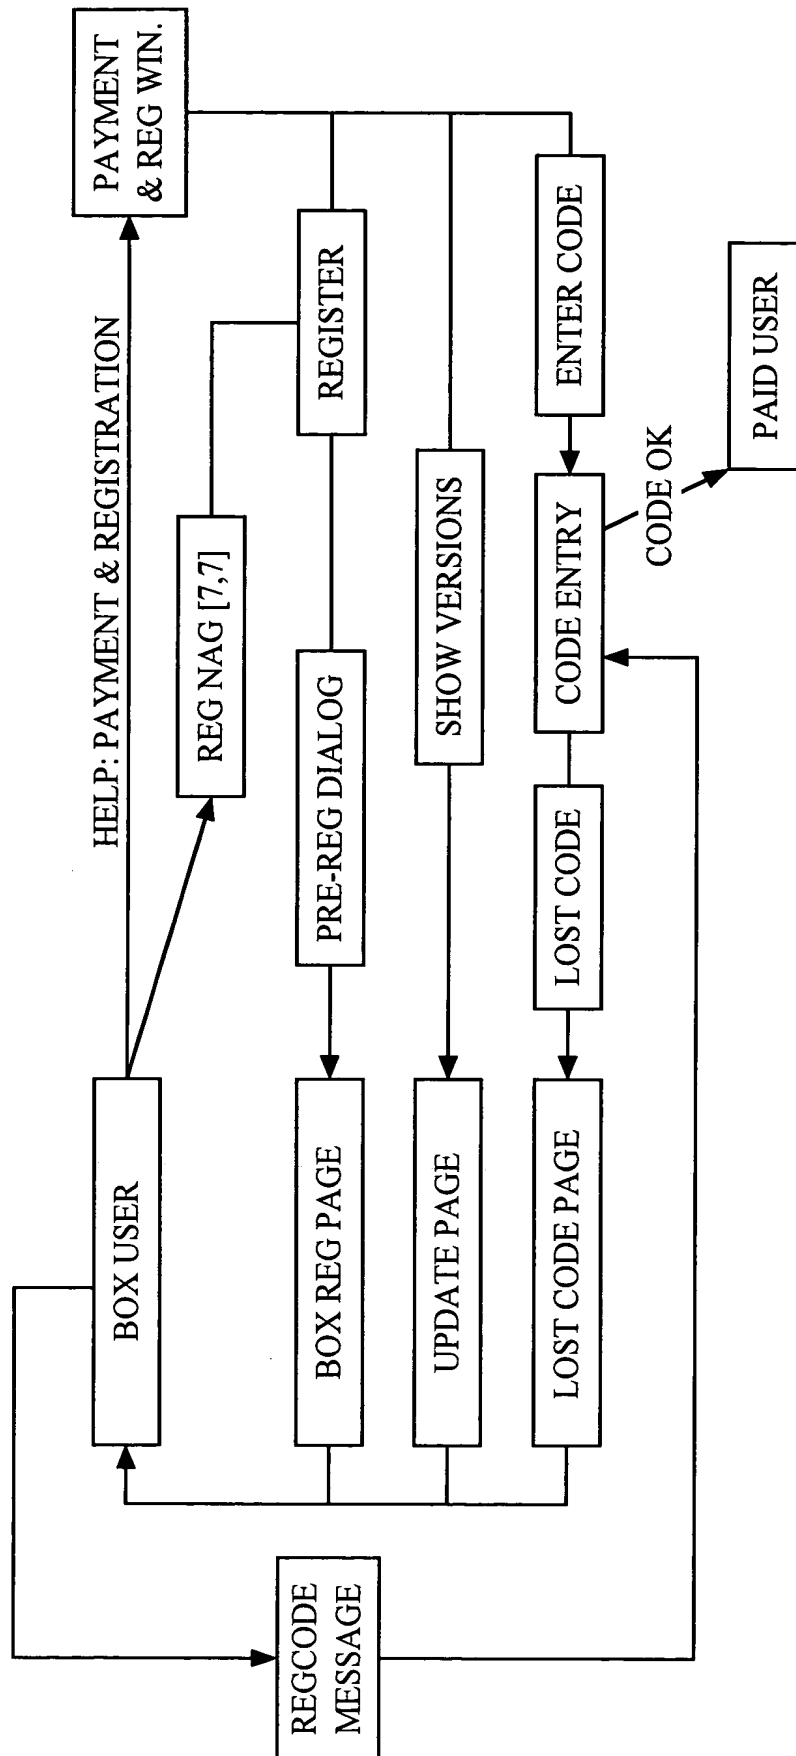 BOX USER
HELP: PAYMENT & REGISTRATION
PAYMENT
& REG WIN.
REG NAG [7,7]
REGCODE
MESSAGE
BOX REG PAGE
PRE-REG DIALOG
REGISTER
UPDATE PAGE
SHOW VERSIONS
LOST CODE PAGE
LOST CODE
CODE ENTRY
ENTER CODE
CODE OK
PAID USER